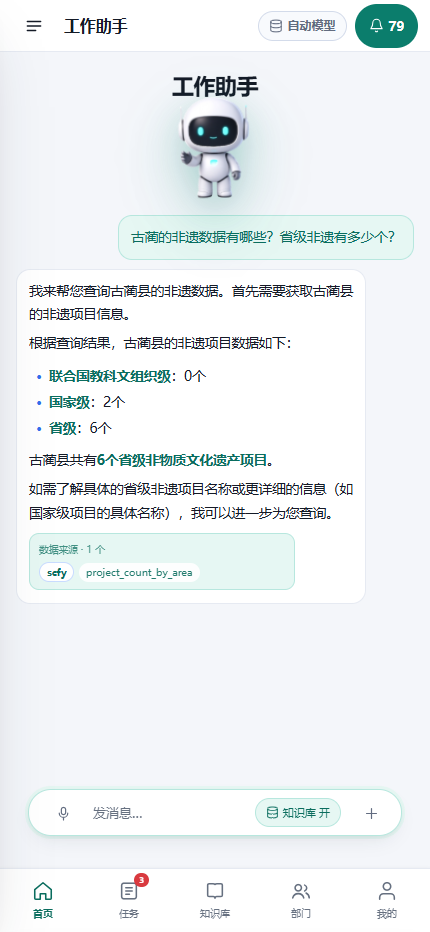 工作助手
自动模型
79
工作助手
古蔺的非遗数据有哪些？省级非遗有多少个？
我来帮您查询古蔺县的非遗数据。首先需要获取古蔺县
的非遗项目信息。
根据查询结果，古蔺县的非遗项目数据如下：
• 联合国教科文组织级：0个
• 国家级：2个
• 省级：6个
古蔺县共有6个省级非物质文化遗产项目。
如需了解具体的省级非遗项目名称或更详细的信息（如
国家级项目的具体名称），我可以进一步为您查询。
数据来源 · 1 个
scfy project_count_by_area
发消息...
知识库 开
3
首页 任务 知识库 部门 我的